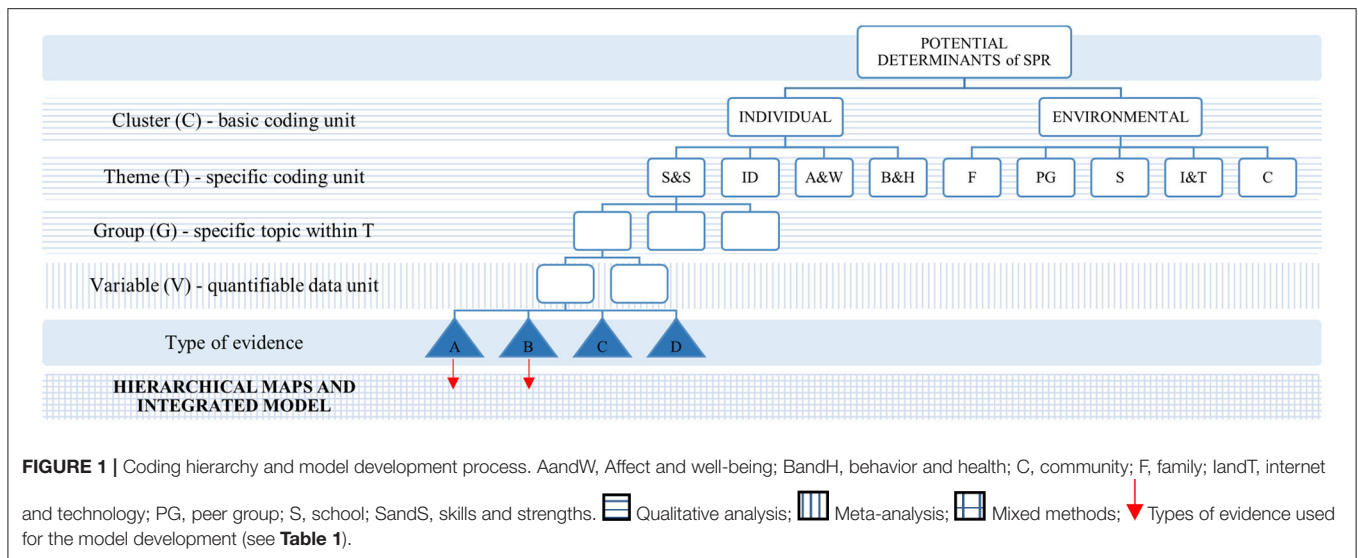 POTENTIAL
DETERMINANTS of SPR
Cluster (C) - basic coding unit
INDIVIDUAL
ENVIRONMENTAL
Theme (T) - specific coding unit
S&S
ID
A&W
B&H
F
PG
S
I&T
C
Group (G) - specific topic within T
Variable (V) - quantifiable data unit
Type of evidence
A
B
C
D
HIERARCHICAL MAPS AND
INTEGRATED MODEL
FIGURE 1 | Coding hierarchy and model development process. AandW, Affect and well-being; BandH, behavior and health; C, community; F, family; IandT, internet
and technology; PG, peer group; S, school; SandS, skills and strengths. Qualitative analysis; Meta-analysis; Mixed methods; Types of evidence used
for the model development (see Table 1).